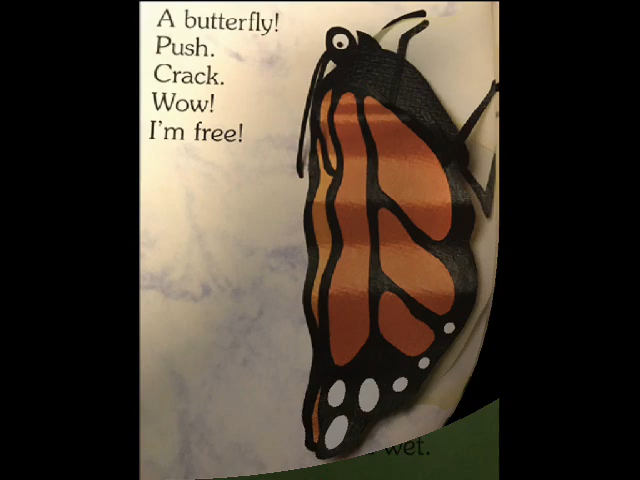 A butterfly!
Push.
Crack.
Wow!
I'm free!
wet.